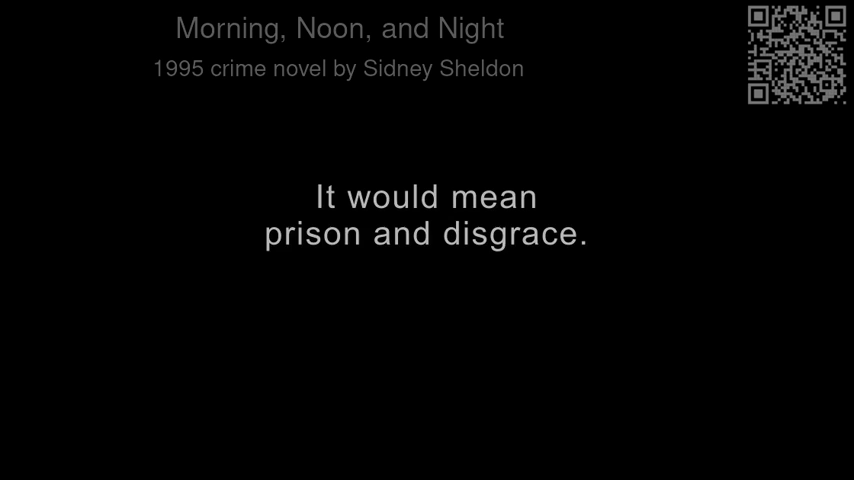 Morning, Noon, and Night
1995 crime novel by Sidney Sheldon
It would mean
prison and disgrace.